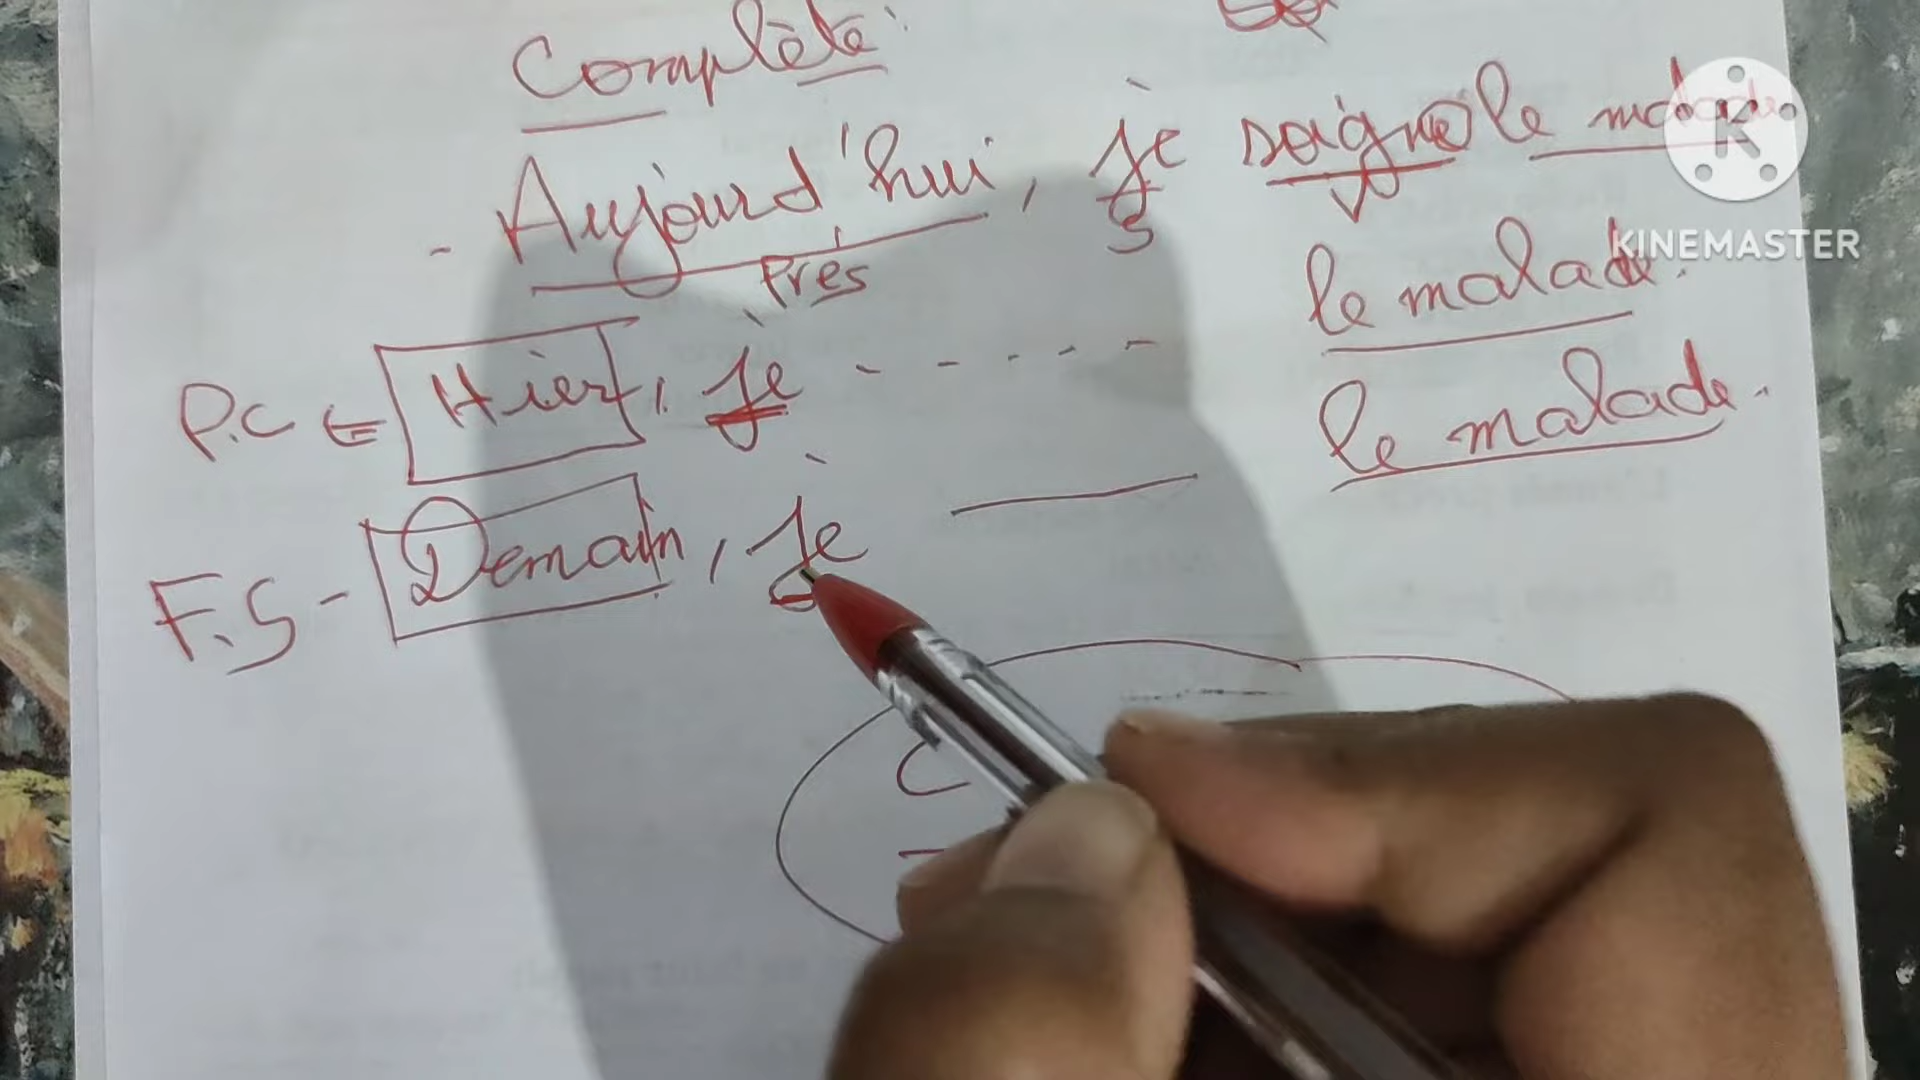 Complète:
- Aujourd'hui, je soigne le malade
Prés
S
V
le malade.
P.C Hier, je - - - - -
le malade.
F.S - Demain, je
KINEMASTER